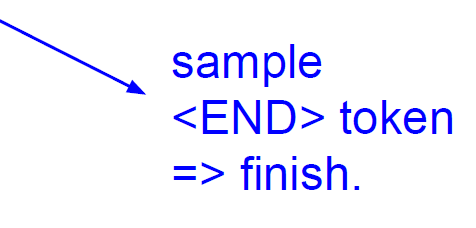 sample
<END> token
=> finish.